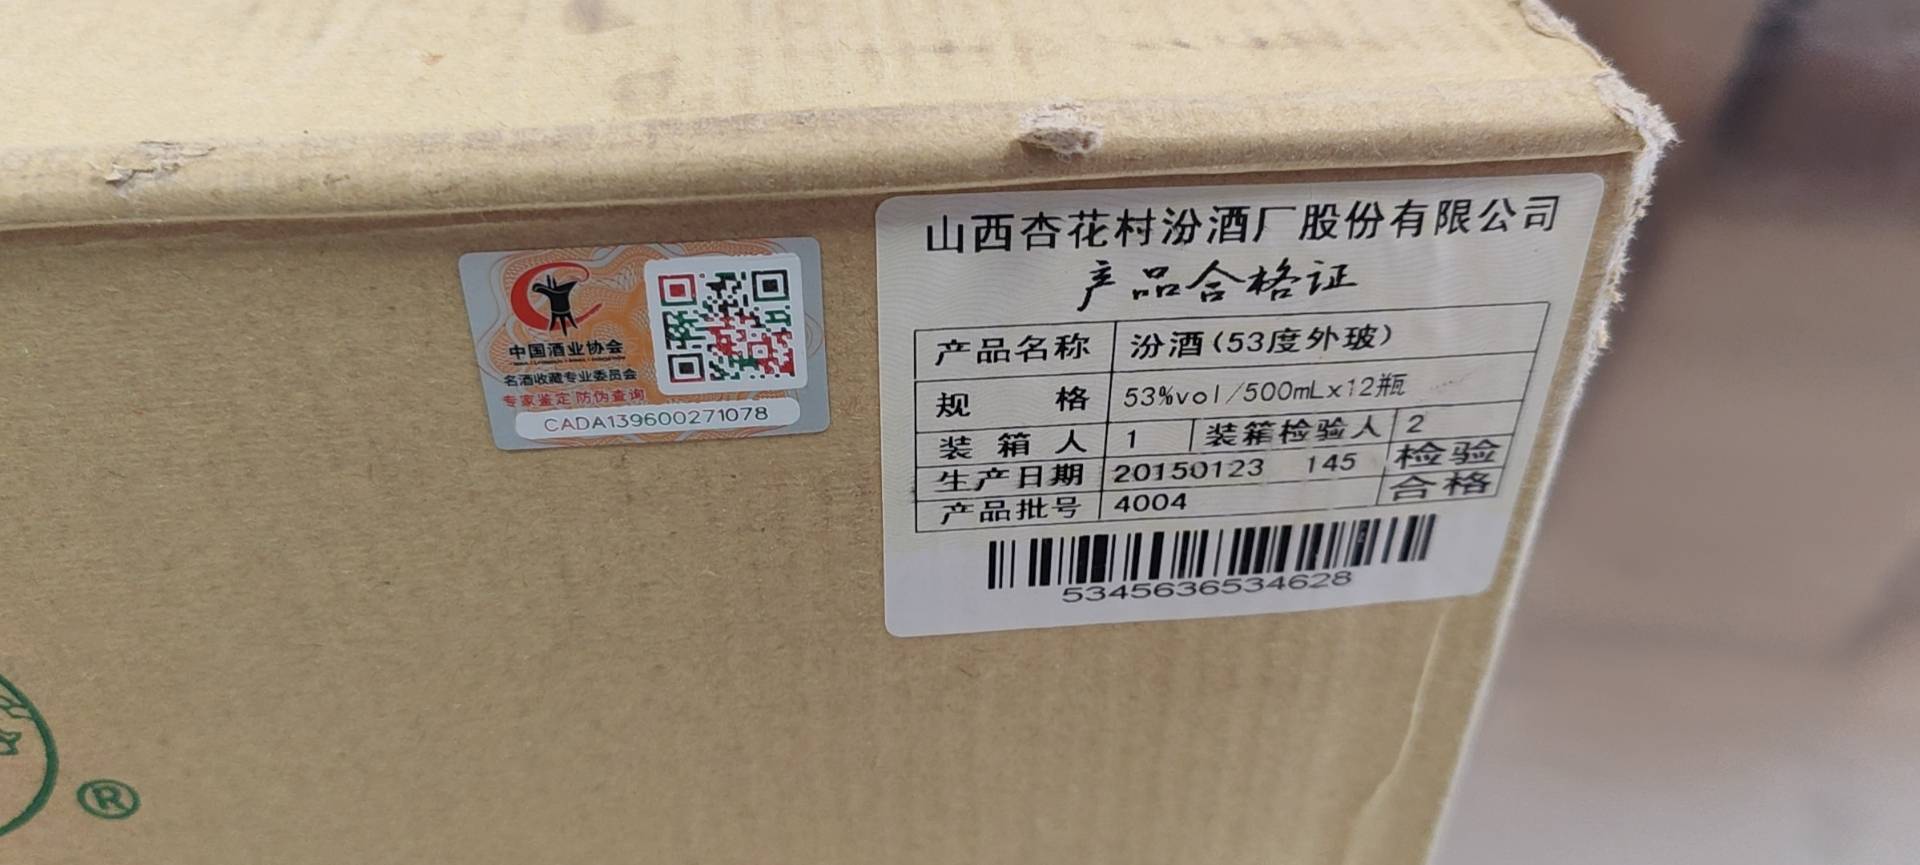 中国酒业协会
名酒收藏专业委员会
专家鉴定 防伪查询
CADA139600271078
山西杏花村汾酒厂股份有限公司
产品合格证
产品名称 汾酒(53度外玻)
规 格 53%vol/500mLx12瓶
装 箱 人 1 装箱检验人 2
生产日期 20150123 145 检验
产品批号 4004 合格
5345636534628
®